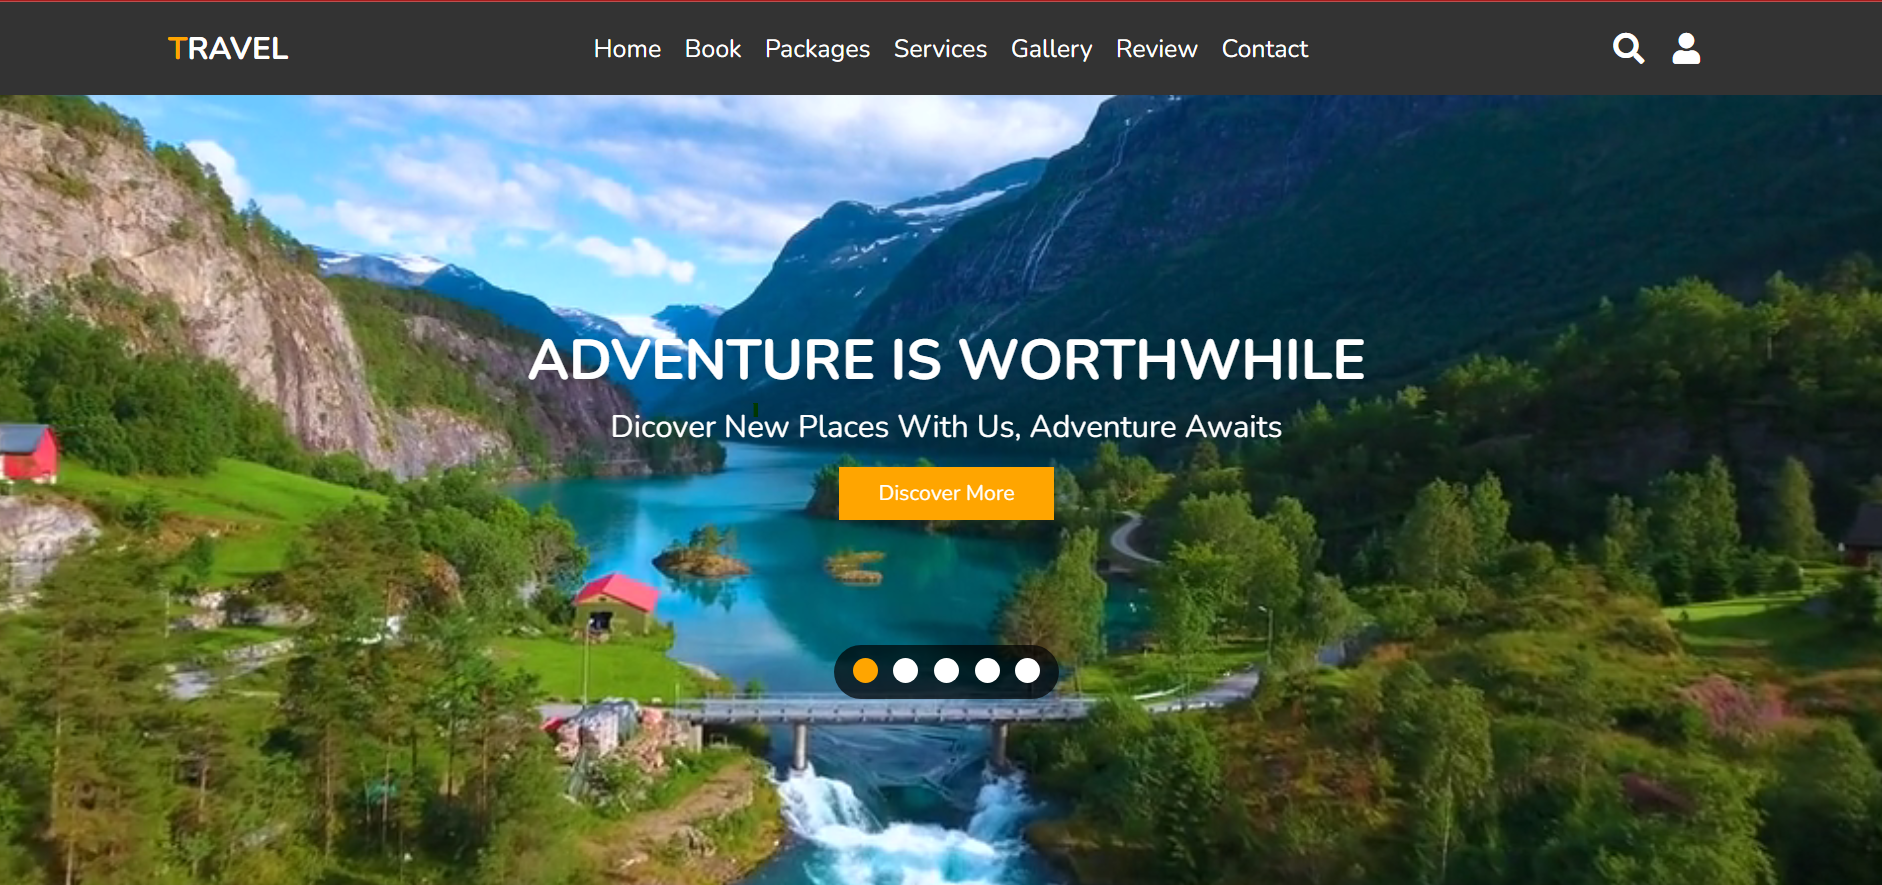 TRAVEL
Home Book Packages Services Gallery Review Contact
ADVENTURE IS WORTHWHILE
Dicover New Places With Us, Adventure Awaits
Discover More